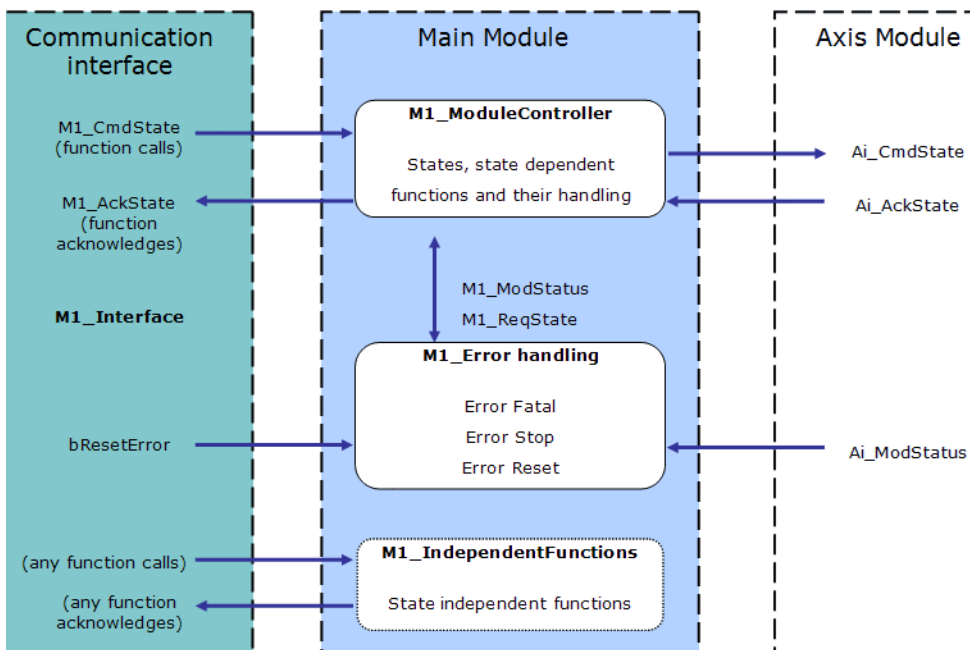 Communication
interface
M1_CmdState
(function calls)
M1_AckState
(function
acknowledges)
M1_Interface
bResetError
(any function calls)
(any function
acknowledges)
Main Module
M1_ModuleController
States, state dependent
functions and their handling
M1_ModStatus
M1_ReqState
M1_Error handling
Error Fatal
Error Stop
Error Reset
M1_IndependentFunctions
State independent functions
Axis Module
Ai_CmdState
Ai_AckState
Ai_ModStatus